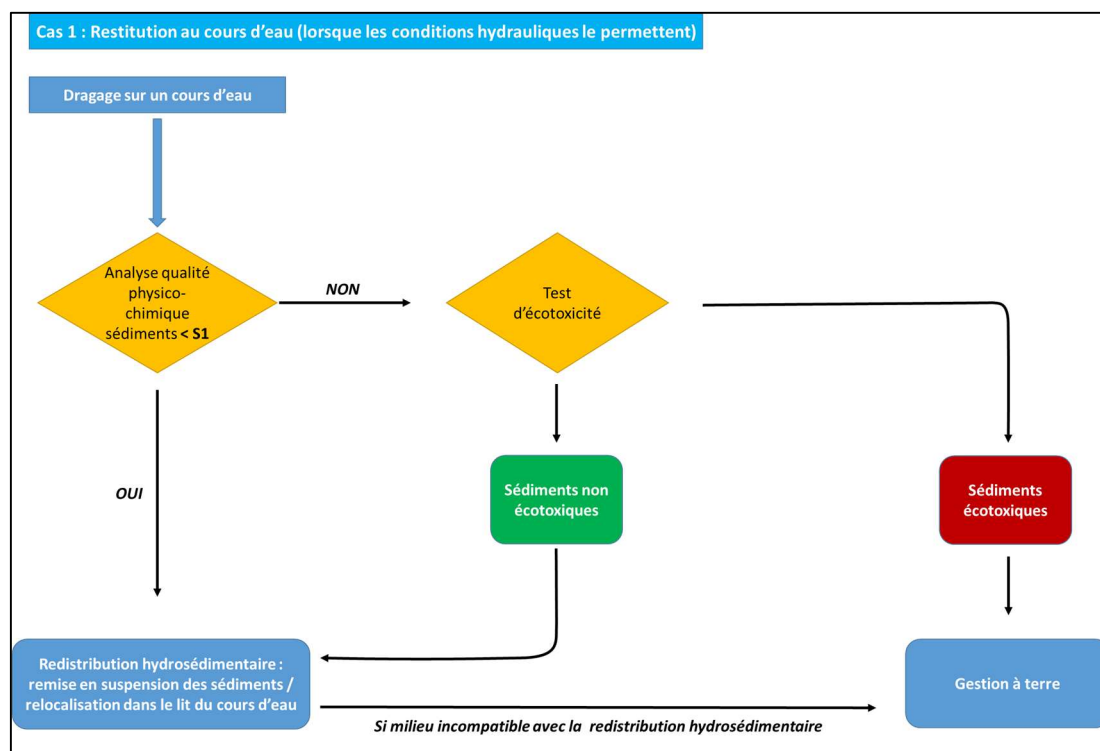 Cas 1 : Restitution au cours d’eau (lorsque les conditions hydrauliques le permettent)
Dragage sur un cours d’eau
Analyse qualité
physico-
chimique
sédiments < S1
NON
Test
d’écotoxicité
OUI
Sédiments non
écotoxiques
Sédiments
écotoxiques
Redistribution hydrosédimentaire :
remise en suspension des sédiments /
relocalisation dans le lit du cours d’eau
Gestion à terre
Si milieu incompatible avec la redistribution hydrosédimentaire